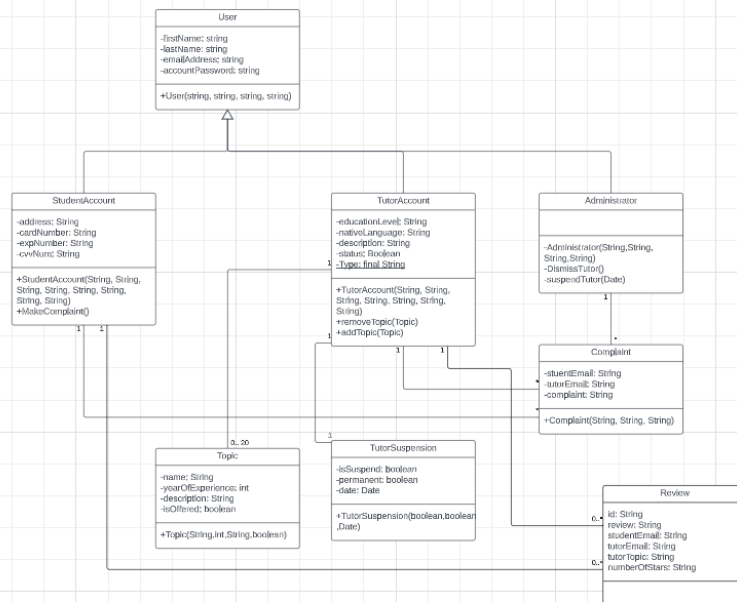 User
-firstName: string
-lastName: string
-emailAddress: string
-accountPassword: string
+User(string, string, string, string)
StudentAccount
-address: String
-cardNumber: String
-expNumber: String
-cvvNum: String
+StudentAccount(String, String,
String, String, String, String,
String, String)
+MakeComplaint()
1
1
TutorAccount
-educationLevel: String
-nativeLanguage: String
-description: String
-status: Boolean
-Type: final String
+TutorAccount(String, String,
String, String, String, String,
String)
+removeTopic(Topic)
+addTopic(Topic)
1
1
1
1
Administrator
-Administrator(String,String,
String,String)
-DismissTutor()
-suspendTutor(Date)
1
*
Complaint
-stuentEmail: String
-tutorEmail: String
-complaint: String
+Complaint(String, String, String)
*
*
0...20
Topic
-name: String
-yearOfExperience: int
-description: String
-isOffered: boolean
+Topic(String,int,String,boolean)
1
TutorSuspension
-isSuspend: boolean
-permanent: boolean
-date: Date
+TutorSuspension(boolean,boolean
,Date)
Review
id: String
review: String
studentEmail: String
tutorEmail: String
tutorTopic: String
numberOfStars: String
0..*
0..*